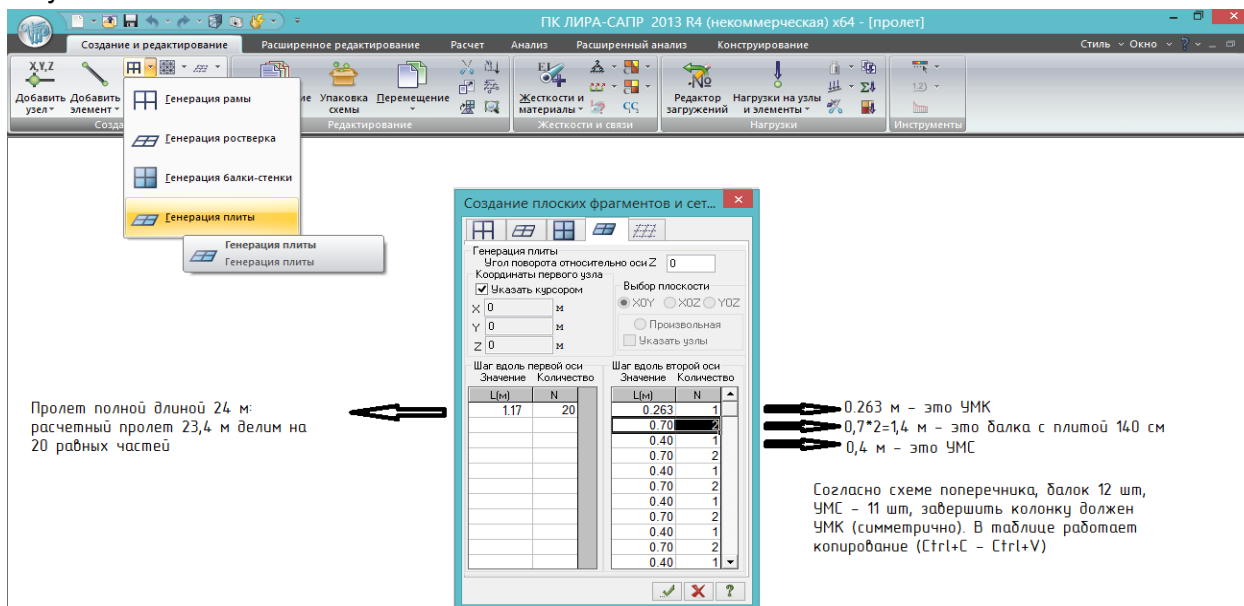 ПК ЛИРА-САПР 2013 R4 (некоммерческая) x64 - [пролет]
Создание и редактирование Расширенное редактирование Расчет Анализ Расширенный анализ Конструирование Стиль Окно
X,Y,Z
Добавить узел
Добавить элемент
Упаковка схемы
Перемещение
Жесткости и материалы
Редактор загружений
Нагрузки на узлы и элементы
1.2)
Созда
Редактирование
Жесткости и связи
Нагрузки
Инструменты
Генерация рамы
Генерация ростверка
Генерация балки-стенки
Генерация плиты
Генерация плиты
Генерация плиты
Создание плоских фрагментов и сет...
Генерация плиты
Угол поворота относительно оси Z 0
Координаты первого узла
Указать курсором
X 0 м
Y 0 м
Z 0 м
Выбор плоскости
XOY XOZ YOZ
Произвольная
Указать узлы
Шаг вдоль первой оси
Значение Количество
L(м) N
1.17 20
Шаг вдоль второй оси
Значение Количество
L(м) N
0.263 1
0.70 2
0.40 1
0.70 2
0.40 1
0.70 2
0.40 1
0.70 2
0.40 1
0.70 2
0.40 1
Пролет полной длиной 24 м:
расчетный пролет 23,4 м делим на
20 равных частей
0.263 м - это УМК
0,7*2=1,4 м - это балка с плитой 140 см
0,4 м - это УМС
Согласно схеме поперечника, балок 12 шт,
УМС - 11 шт, завершить колонку должен
УМК (симметрично). В таблице работает
копирование (Ctrl+C - Ctrl+V)